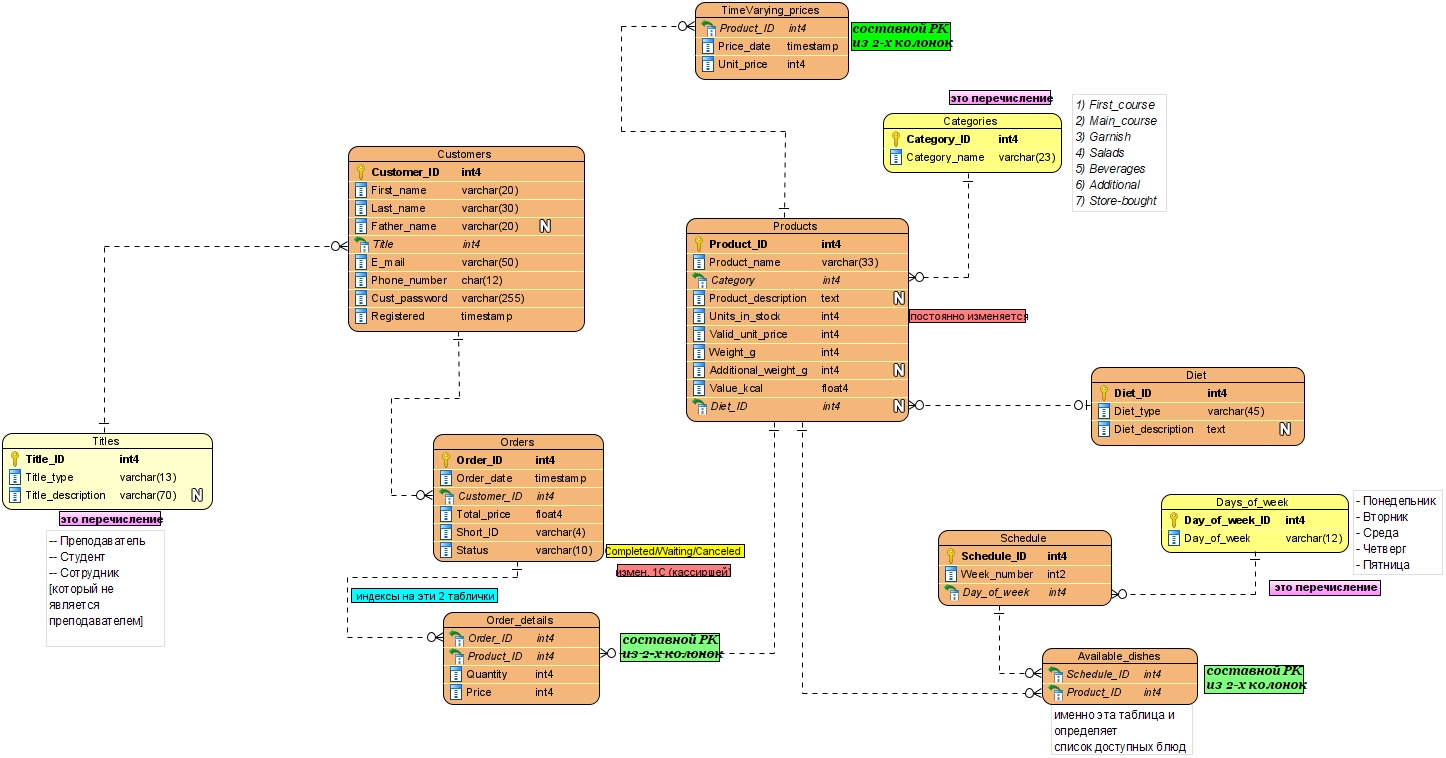 TimeVarying_prices
Product_ID int4
Price_date timestamp
Unit_price int4
составной РК
из 2-х колонок
это перечисление
Categories
Category_ID int4
Category_name varchar(23)
1) First_course
2) Main_course
3) Garnish
4) Salads
5) Beverages
6) Additional
7) Store-bought
Customers
Customer_ID int4
First_name varchar(20)
Last_name varchar(30)
Father_name varchar(20) N
Title int4
E_mail varchar(50)
Phone_number char(12)
Cust_password varchar(255)
Registered timestamp
Products
Product_ID int4
Product_name varchar(33)
Category int4
Product_description text N
Units_in_stock int4
Valid_unit_price int4
Weight_g int4
Additional_weight_g int4 N
Value_kcal float4
Diet_ID int4 N
постоянно изменяется
Diet
Diet_ID int4
Diet_type varchar(45)
Diet_description text N
Titles
Title_ID int4
Title_type varchar(13)
Title_description varchar(70) N
это перечисление
-- Преподаватель
-- Студент
-- Сотрудник
[который не
является
преподавателем]
Orders
Order_ID int4
Order_date timestamp
Customer_ID int4
Total_price float4
Short_ID varchar(4)
Status varchar(10)
Completed/Waiting/Canceled
измен. 1С (кассиршей)
индексы на эти 2 таблички
Order_details
Order_ID int4
Product_ID int4
Quantity int4
Price int4
составной РК
из 2-х колонок
Days_of_week
Day_of_week_ID int4
Day_of_week varchar(12)
- Понедельник
- Вторник
- Среда
- Четверг
- Пятница
это перечисление
Schedule
Schedule_ID int4
Week_number int2
Day_of_week int4
Available_dishes
Schedule_ID int4
Product_ID int4
составной РК
из 2-х колонок
именно эта таблица и
определяет
список доступных блюд